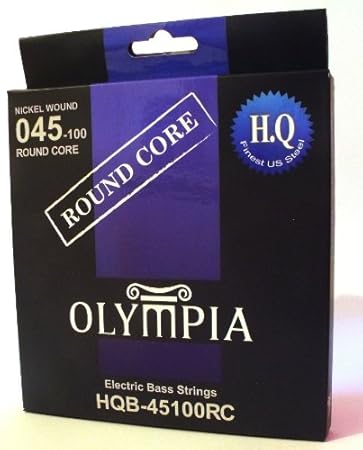 NICKEL WOUND
045-100
ROUND CORE
H.Q
Finest US Steel
ROUND CORE
OLYMPIA
Electric Bass Strings
HQB-45100RC